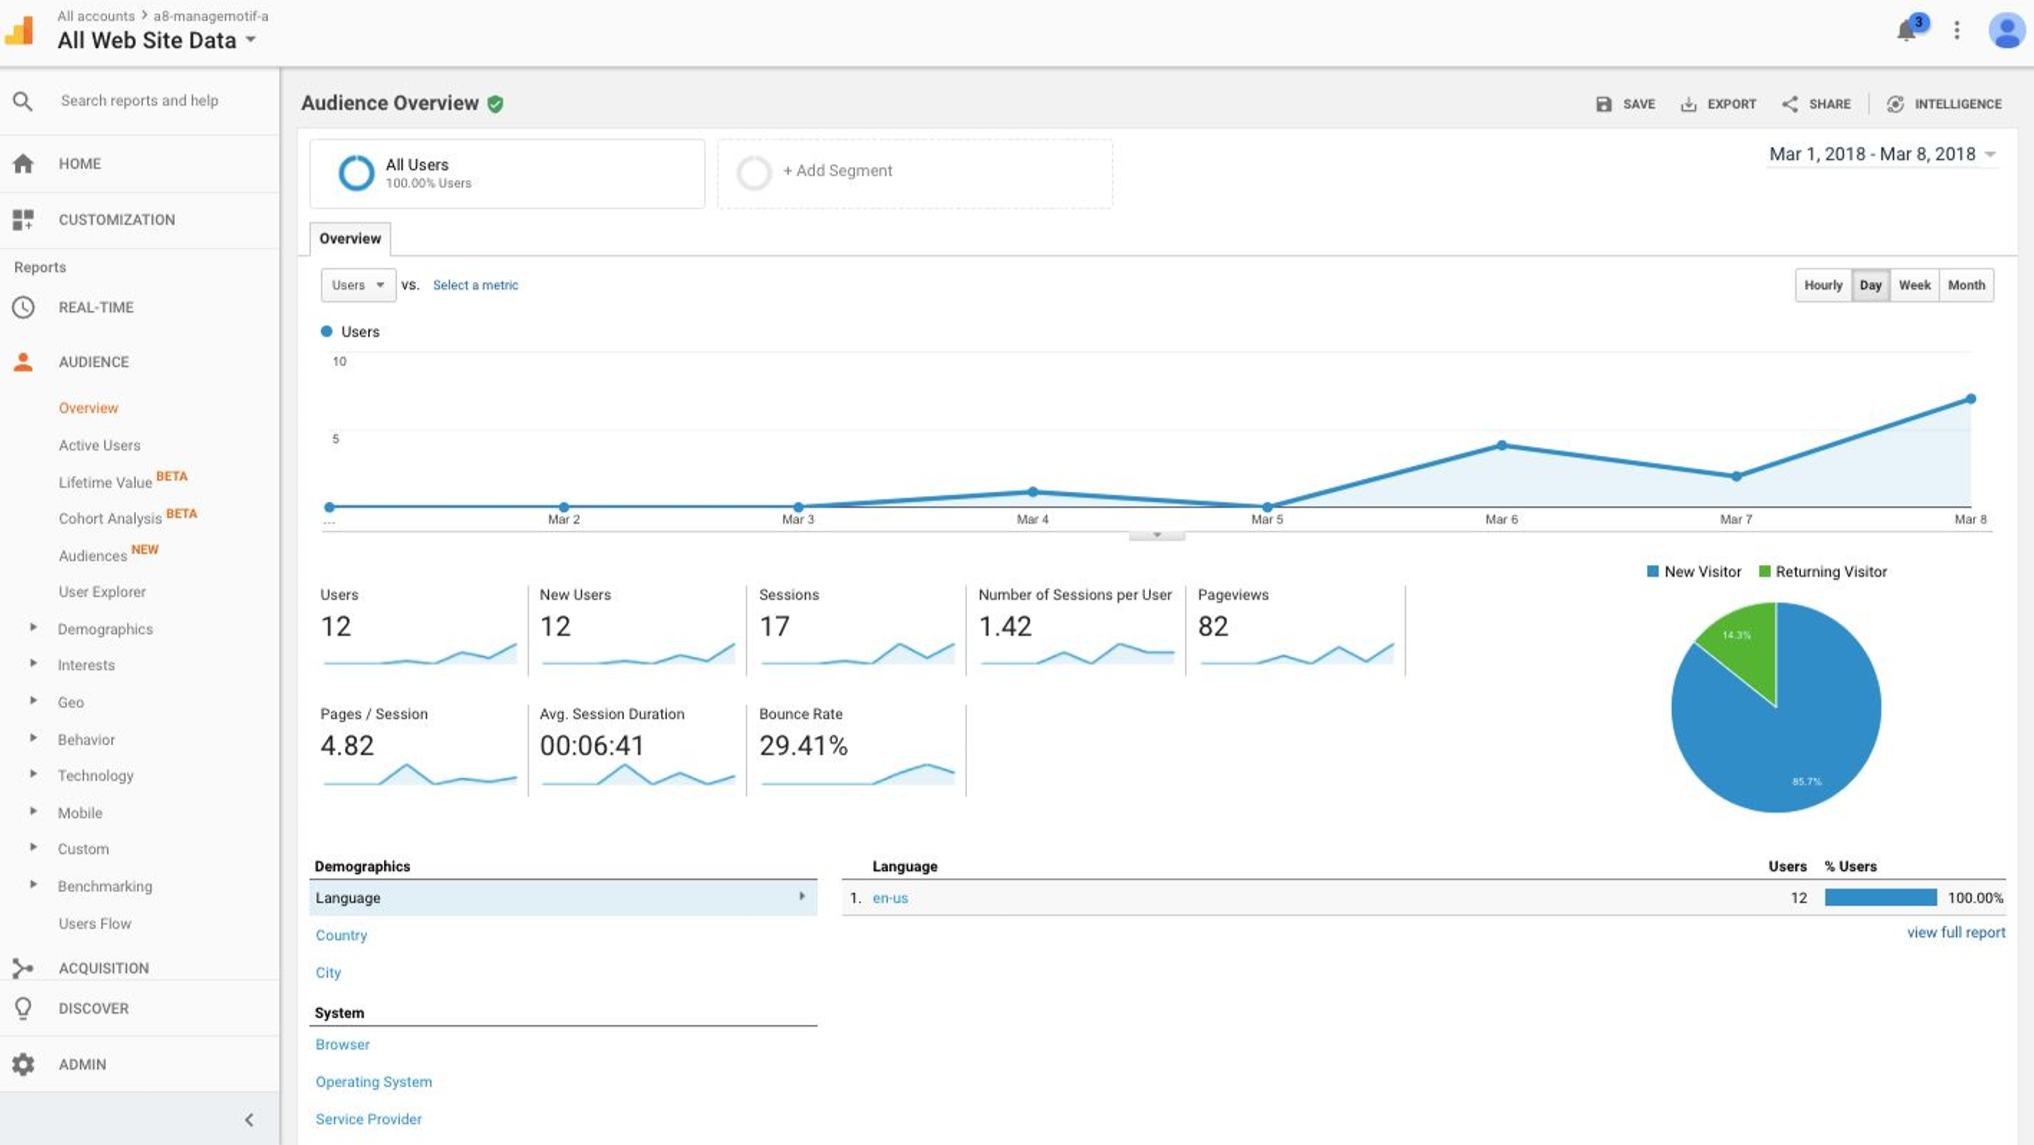 All accounts > a8-managemotif-a
All Web Site Data
3
Search reports and help
HOME
CUSTOMIZATION
Reports
REAL-TIME
AUDIENCE
Overview
Active Users
Lifetime Value BETA
Cohort Analysis BETA
Audiences NEW
User Explorer
Demographics
Interests
Geo
Behavior
Technology
Mobile
Custom
Benchmarking
Users Flow
ACQUISITION
DISCOVER
ADMIN
Audience Overview
SAVE EXPORT SHARE INTELLIGENCE
All Users
100.00% Users
+ Add Segment
Mar 1, 2018 - Mar 8, 2018
Overview
Users vs. Select a metric
Hourly Day Week Month
Users
10
5
... Mar 2 Mar 3 Mar 4 Mar 5 Mar 6 Mar 7 Mar 8
New Visitor Returning Visitor
Users New Users Sessions Number of Sessions per User Pageviews
12 12 17 1.42 82
14.3%
Pages / Session Avg. Session Duration Bounce Rate
4.82 00:06:41 29.41%
85.7%
Demographics
Language
Country
City
System
Browser
Operating System
Service Provider
Language Users % Users
1. en-us 12 100.00%
view full report